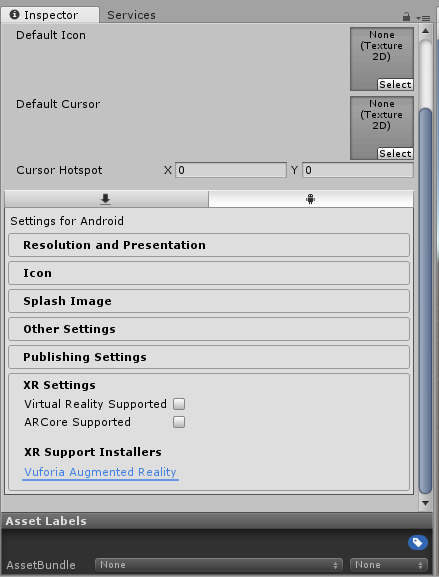 Inspector Services
Default Icon
None
(Texture
2D)
Select
Default Cursor
None
(Texture
2D)
Select
Cursor Hotspot X 0 Y 0
Settings for Android
Resolution and Presentation
Icon
Splash Image
Other Settings
Publishing Settings
XR Settings
Virtual Reality Supported
ARCore Supported
XR Support Installers
Vuforia Augmented Reality
Asset Labels
AssetBundle None None